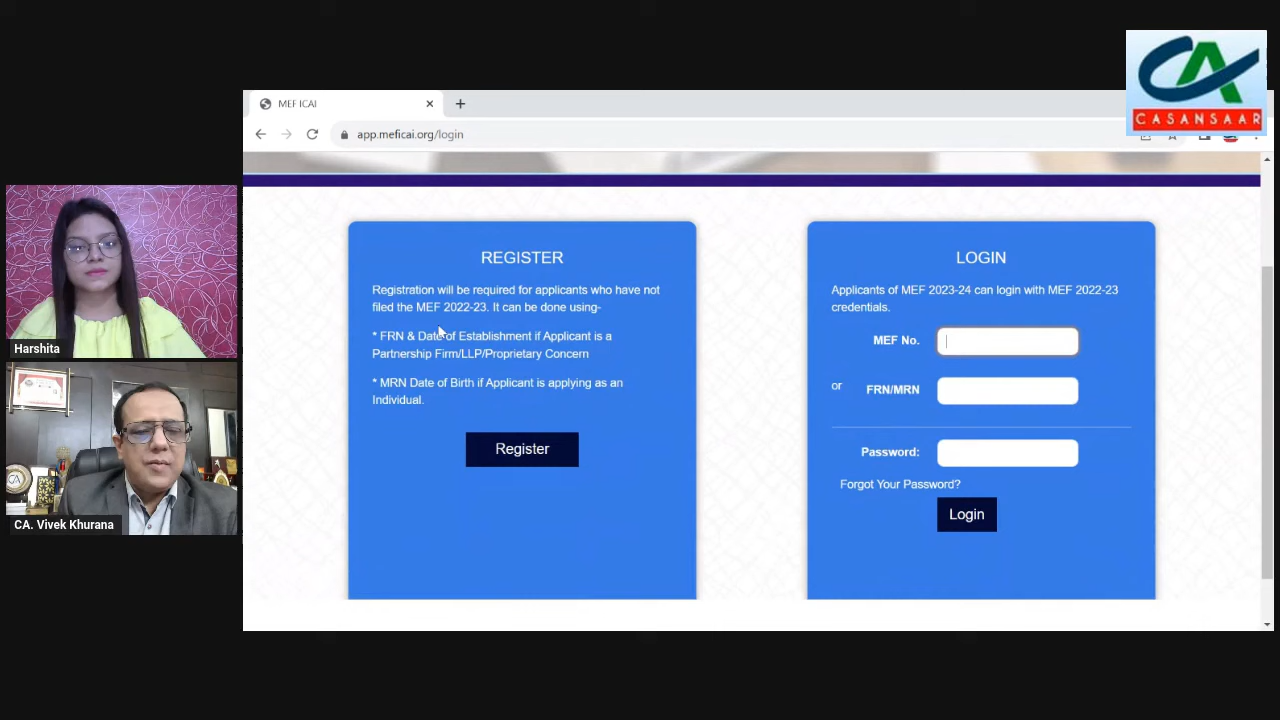 CA
CASANSAAR
MEF ICAI
app.meficai.org/login
REGISTER
Registration will be required for applicants who have not
filed the MEF 2022-23. It can be done using-
* FRN & Date of Establishment if Applicant is a
Partnership Firm/LLP/Proprietary Concern
* MRN Date of Birth if Applicant is applying as an
Individual.
Register
LOGIN
Applicants of MEF 2023-24 can login with MEF 2022-23
credentials.
MEF No.
or FRN/MRN
Password:
Forgot Your Password?
Login
Harshita
CA
CA. Vivek Khurana